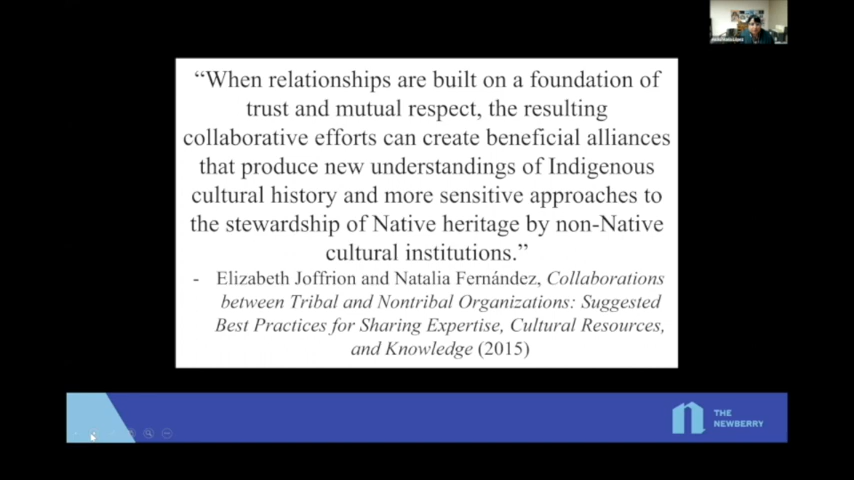 “When relationships are built on a foundation of
trust and mutual respect, the resulting
collaborative efforts can create beneficial alliances
that produce new understandings of Indigenous
cultural history and more sensitive approaches to
the stewardship of Native heritage by non-Native
cultural institutions.”
- Elizabeth Joffrion and Natalia Fernández, Collaborations
between Tribal and Nontribal Organizations: Suggested
Best Practices for Sharing Expertise, Cultural Resources,
and Knowledge (2015)
THE
NEWBERRY